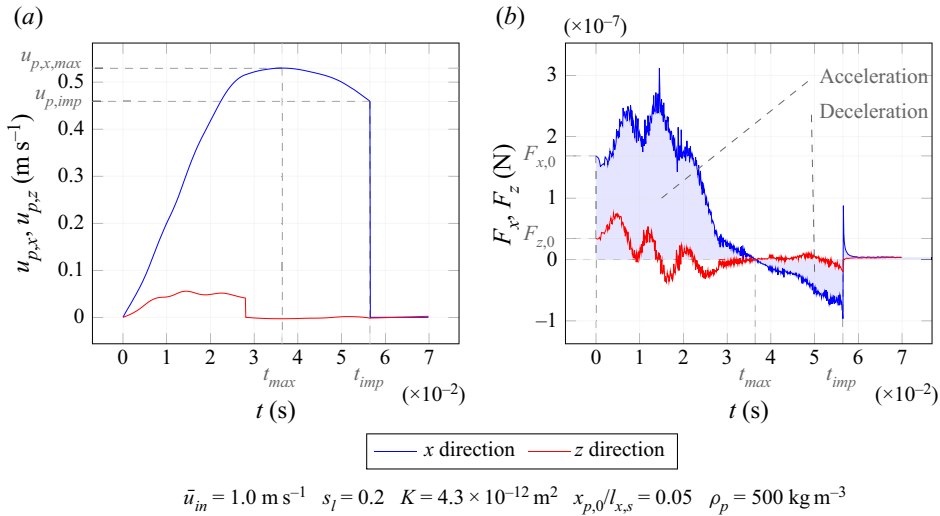 (a)
u_{p,x,max}
0.5
u_{p,imp}
0.4
0.3
0.2
0.1
0
u_{p,x}, u_{p,z} (m s⁻¹)
0 1 2 3 4 5 6 7
t_{max} t_{imp}
(×10⁻²)
t (s)
(b)
(×10⁻⁷)
3
2
F_{x,0}
1
F_{z,0}
0
−1
F_x, F_z (N)
Acceleration
Deceleration
0 1 2 3 4 5 6 7
t_{max} t_{imp}
(×10⁻²)
t (s)
x direction z direction
ū_{in} = 1.0 m s⁻¹ s_l = 0.2 K = 4.3 × 10⁻¹² m² x_{p,0}/l_{x,s} = 0.05 ρ_p = 500 kg m⁻³